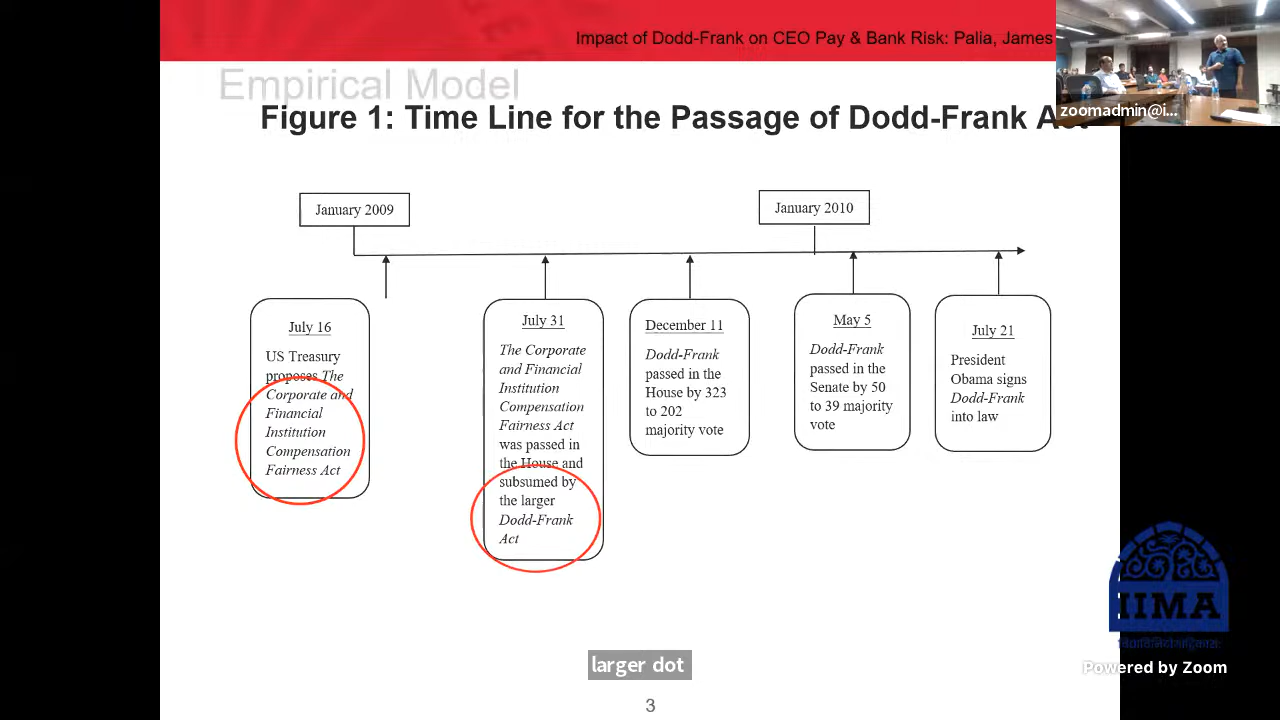 Impact of Dodd-Frank on CEO Pay & Bank Risk: Palia, James
zoomadmin@i...
Empirical Model
Figure 1: Time Line for the Passage of Dodd-Frank Act
January 2009
January 2010
July 16
US Treasury
proposes The
Corporate and
Financial
Institution
Compensation
Fairness Act
July 31
The Corporate
and Financial
Institution
Compensation
Fairness Act
was passed in
the House and
subsumed by
the larger
Dodd-Frank
Act
December 11
Dodd-Frank
passed in the
House by 323
to 202
majority vote
May 5
Dodd-Frank
passed in the
Senate by 50
to 39 majority
vote
July 21
President
Obama signs
Dodd-Frank
into law
IIMA
Powered by Zoom
larger dot
3